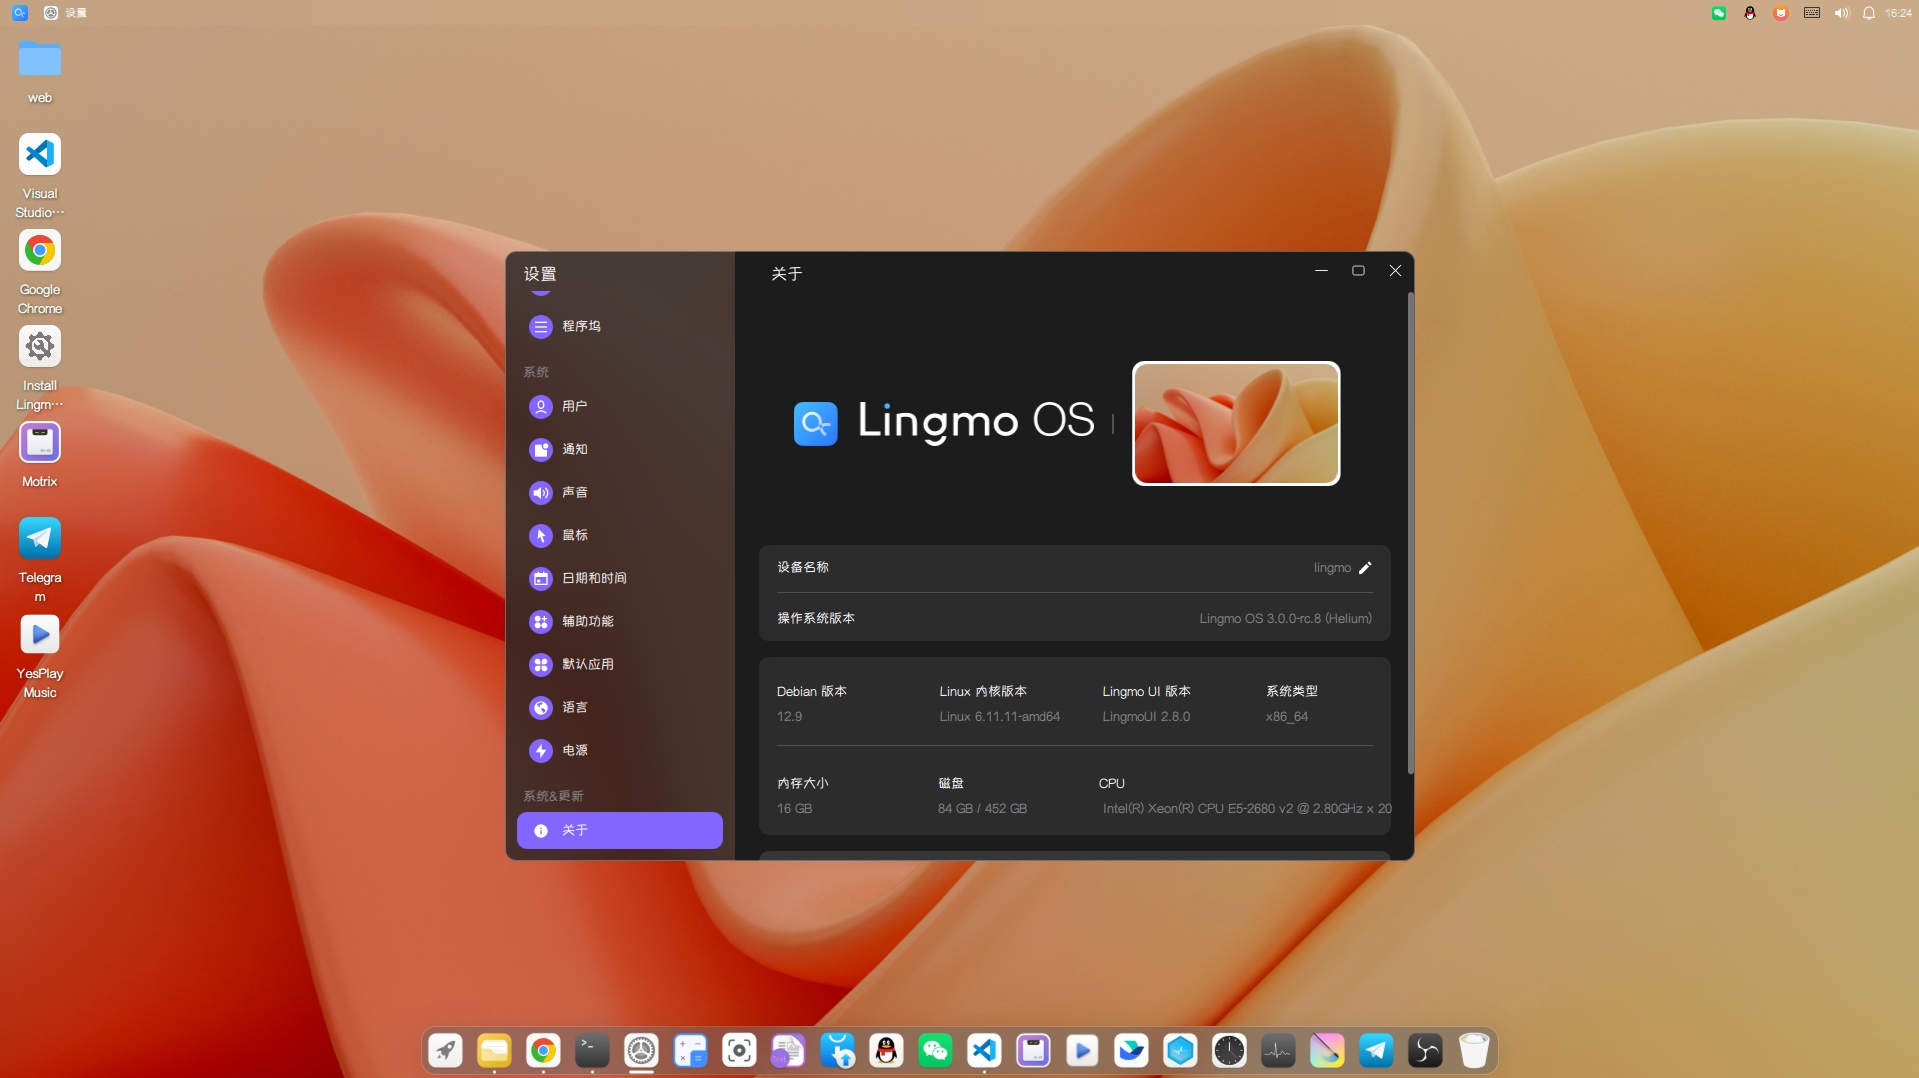 设置
16:24
web
Visual
Studio···
Google
Chrome
Install
Lingm···
Motrix
Telegra
m
YesPlay
Music
设置
程序坞
系统
用户
通知
声音
鼠标
日期和时间
辅助功能
默认应用
语言
电源
系统&更新
关于
关于
Lingmo OS
设备名称
lingmo
操作系统版本
Lingmo OS 3.0.0-rc.8 (Helium)
Debian 版本
Linux 内核版本
Lingmo UI 版本
系统类型
12.9
Linux 6.11.11-amd64
LingmoUI 2.8.0
x86_64
内存大小
磁盘
CPU
16 GB
84 GB / 452 GB
Intel(R) Xeon(R) CPU E5-2680 v2 @ 2.80GHz x 20